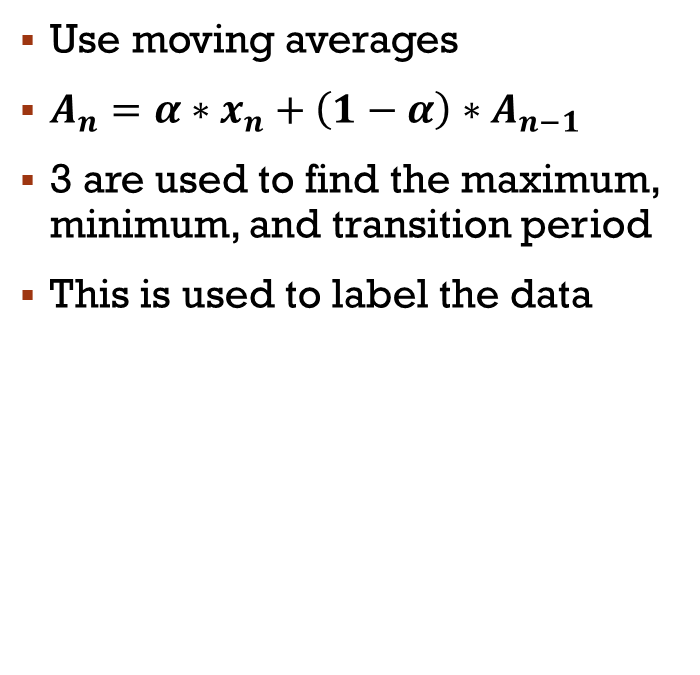 ▪ Use moving averages
▪ Aₙ = α ∗ xₙ + (1 − α) ∗ Aₙ₋₁
▪ 3 are used to find the maximum,
minimum, and transition period
▪ This is used to label the data